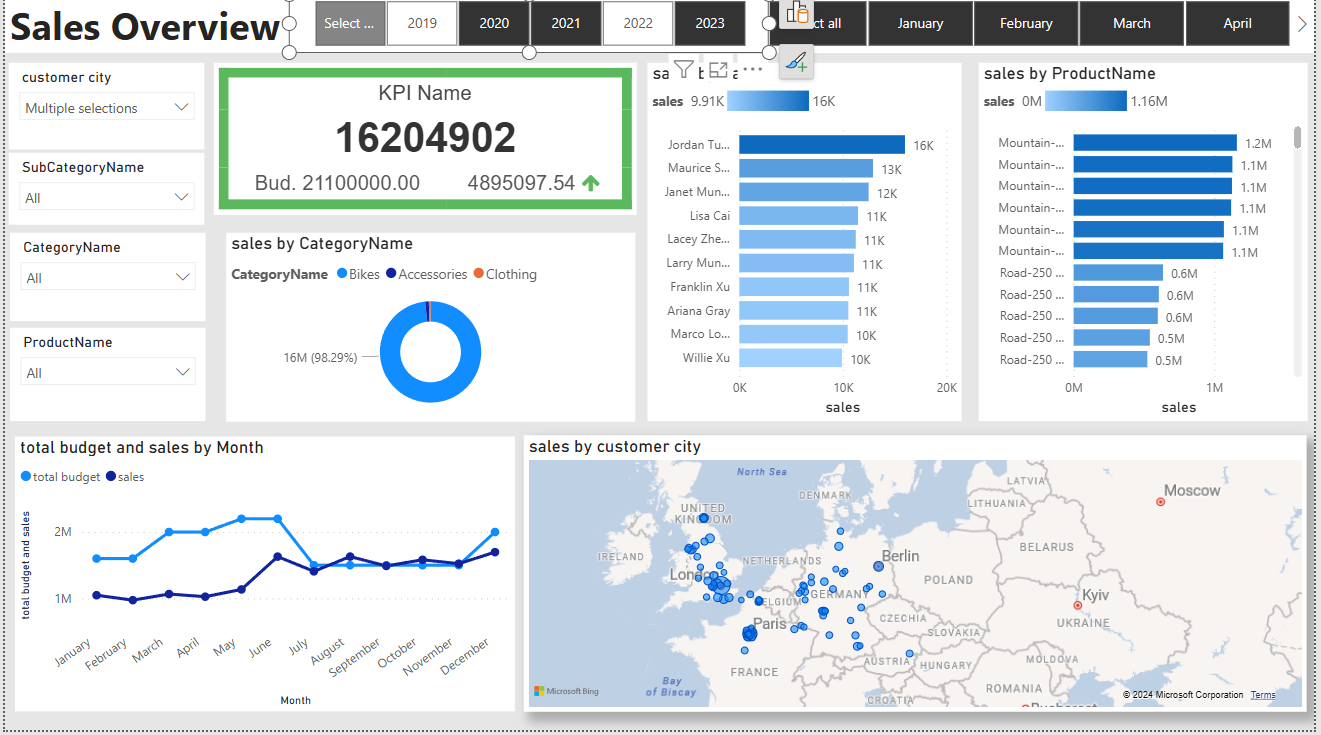 Sales Overview
Select ...
2019
2020
2021
2022
2023
ct all
January
February
March
April
customer city
Multiple selections
SubCategoryName
All
CategoryName
All
ProductName
All
KPI Name
16204902
Bud. 21100000.00
4895097.54
sales by CategoryName
CategoryName Bikes Accessories Clothing
16M (98.29%)
sa
sales 9.91K 16K
Jordan Tu... 16K
Maurice S... 13K
Janet Mun... 12K
Lisa Cai 11K
Lacey Zhe... 11K
Larry Mun... 11K
Franklin Xu 11K
Ariana Gray 11K
Marco Lo... 10K
Willie Xu 10K
0K 10K 20K
sales
sales by ProductName
sales 0M 1.16M
Mountain-... 1.2M
Mountain-... 1.1M
Mountain-... 1.1M
Mountain-... 1.1M
Mountain-... 1.1M
Mountain-... 1.1M
Road-250 ... 0.6M
Road-250 ... 0.6M
Road-250 ... 0.6M
Road-250 ... 0.5M
Road-250 ... 0.5M
0M 1M
sales
total budget and sales by Month
total budget sales
total budget and sales
2M
1M
January
February
March
April
May
June
July
August
September
October
November
December
Month
sales by customer city
North Sea
DENMARK
LATVIA
LITHUANIA
Moscow
UNITED
KINGDOM
IRELAND
NETHERLANDS
Berlin
BELARUS
POLAND
GERMANY
Kyiv
UKRAINE
Paris
CZECHIA
SLOVAKIA
FRANCE
AUSTRIA
HUNGARY
MOLDOVA
Bay
of Biscay
ROMANIA
CROATIA
Microsoft Bing
© 2024 Microsoft Corporation Terms